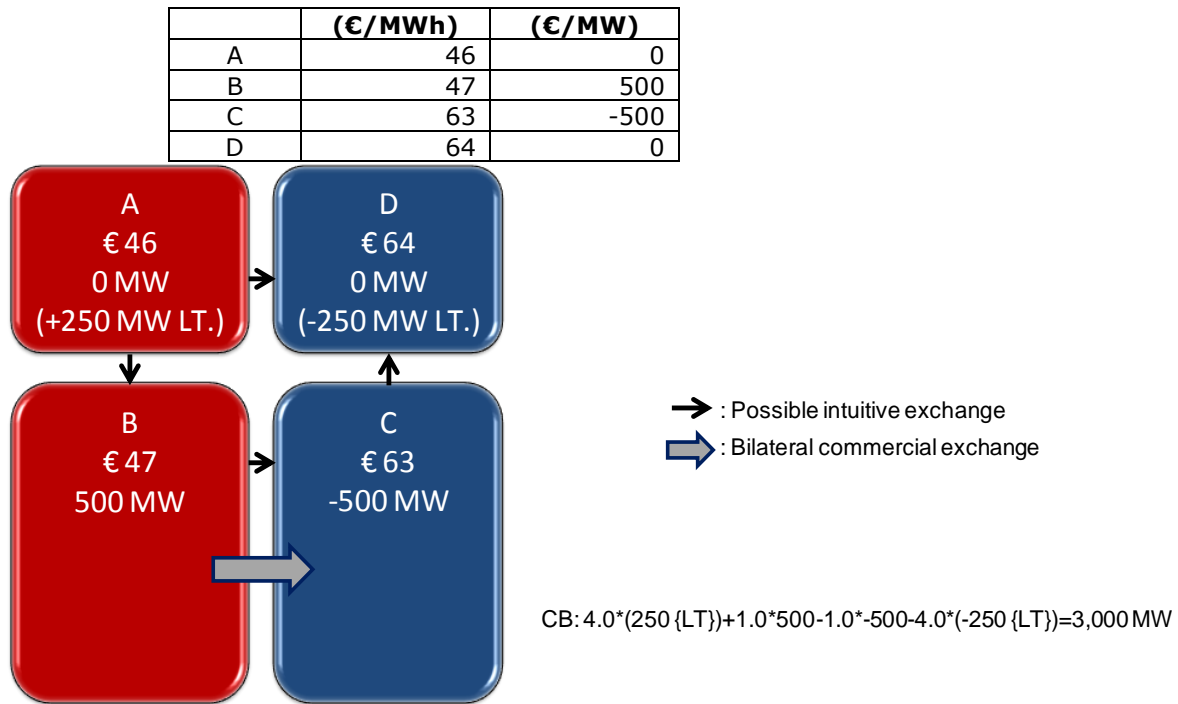 (€/MWh) (€/MW)
A 46 0
B 47 500
C 63 -500
D 64 0
A
€ 46
0 MW
(+250 MW LT.)
D
€ 64
0 MW
(-250 MW LT.)
B
€ 47
500 MW
C
€ 63
-500 MW
: Possible intuitive exchange
: Bilateral commercial exchange
CB: 4.0*(250 {LT})+1.0*500-1.0*-500-4.0*(-250 {LT})=3,000 MW